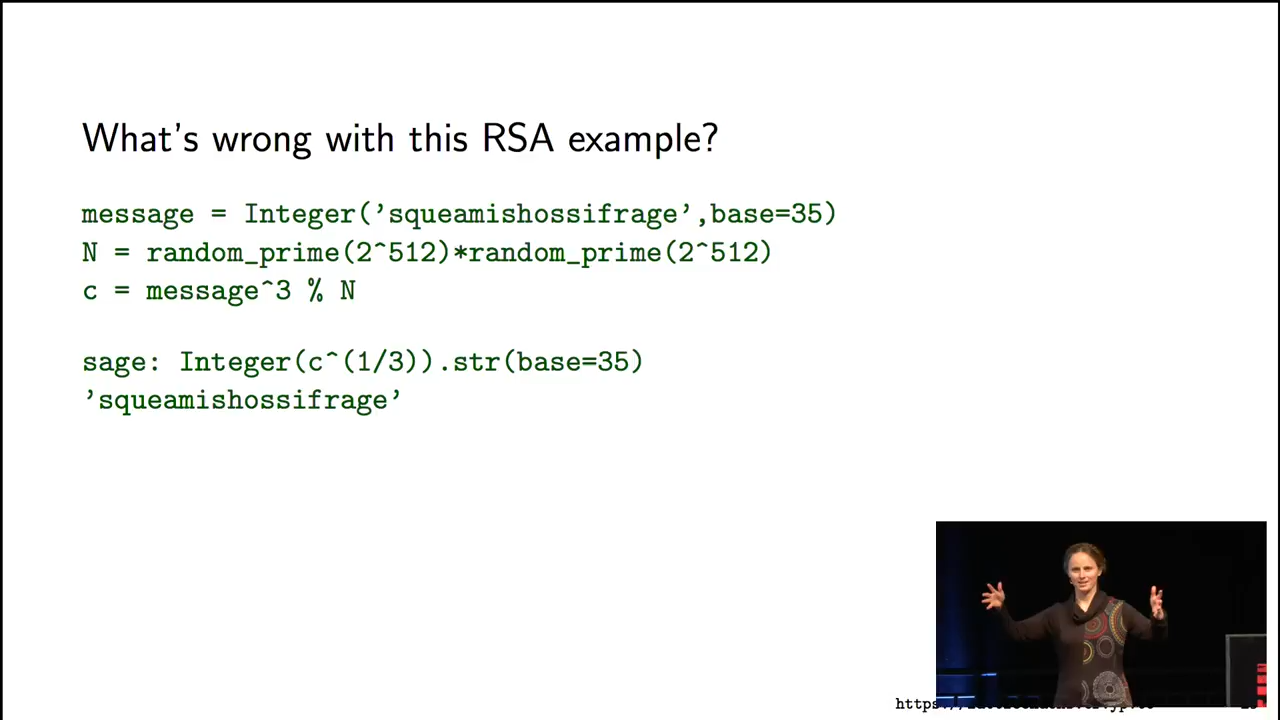 What's wrong with this RSA example?
message = Integer('squeamishossifrage',base=35)
N = random_prime(2^512)*random_prime(2^512)
c = message^3 % N
sage: Integer(c^(1/3)).str(base=35)
'squeamishossifrage'